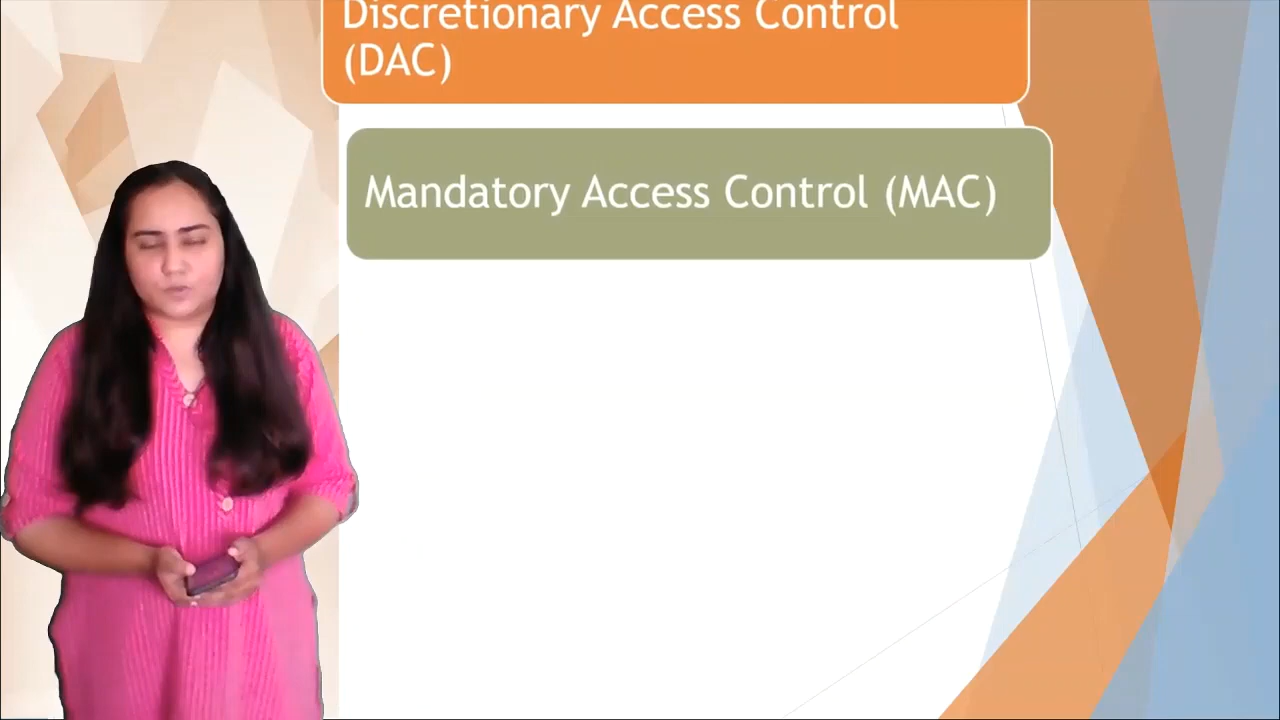 Discretionary Access Control
(DAC)
Mandatory Access Control (MAC)